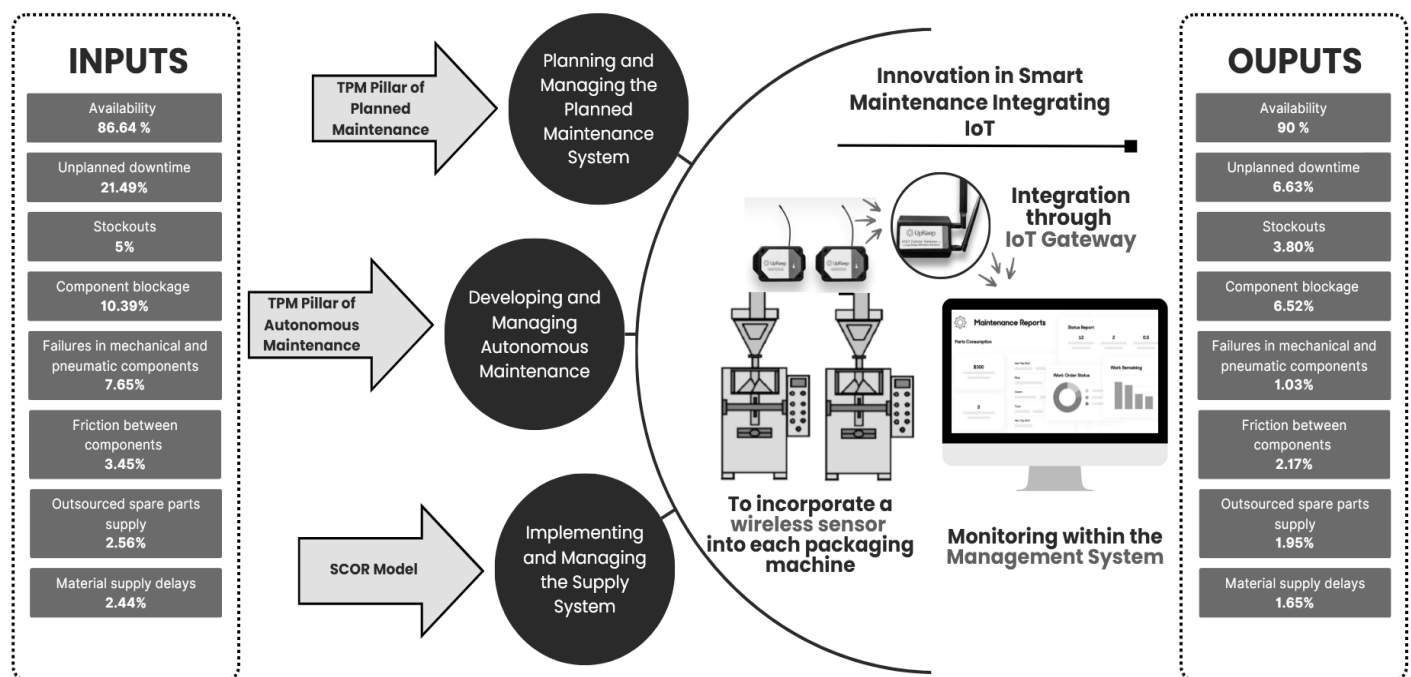 INPUTS
Availability
86.64 %
Unplanned downtime
21.49%
Stockouts
5%
Component blockage
10.39%
Failures in mechanical and
pneumatic components
7.65%
Friction between
components
3.45%
Outsourced spare parts
supply
2.56%
Material supply delays
2.44%
TPM Pillar of
Planned
Maintenance
Planning and
Managing the
Planned
Maintenance
System
TPM Pillar of
Autonomous
Maintenance
Developing and
Managing
Autonomous
Maintenance
SCOR Model
Implementing
and Managing
the Supply
System
Innovation in Smart
Maintenance Integrating
IoT
Integration
through
IoT Gateway
UpKeep
UpKeep
UpKeep
To incorporate a
wireless sensor
into each packaging
machine
Maintenance Reports
Parts Consumption
$300
3
Status Report
12
2
Work Order Status
Work Remaining
Monitoring within the
Management System
OUPUTS
Availability
90 %
Unplanned downtime
6.63%
Stockouts
3.80%
Component blockage
6.52%
Failures in mechanical and
pneumatic components
1.03%
Friction between
components
2.17%
Outsourced spare parts
supply
1.95%
Material supply delays
1.65%